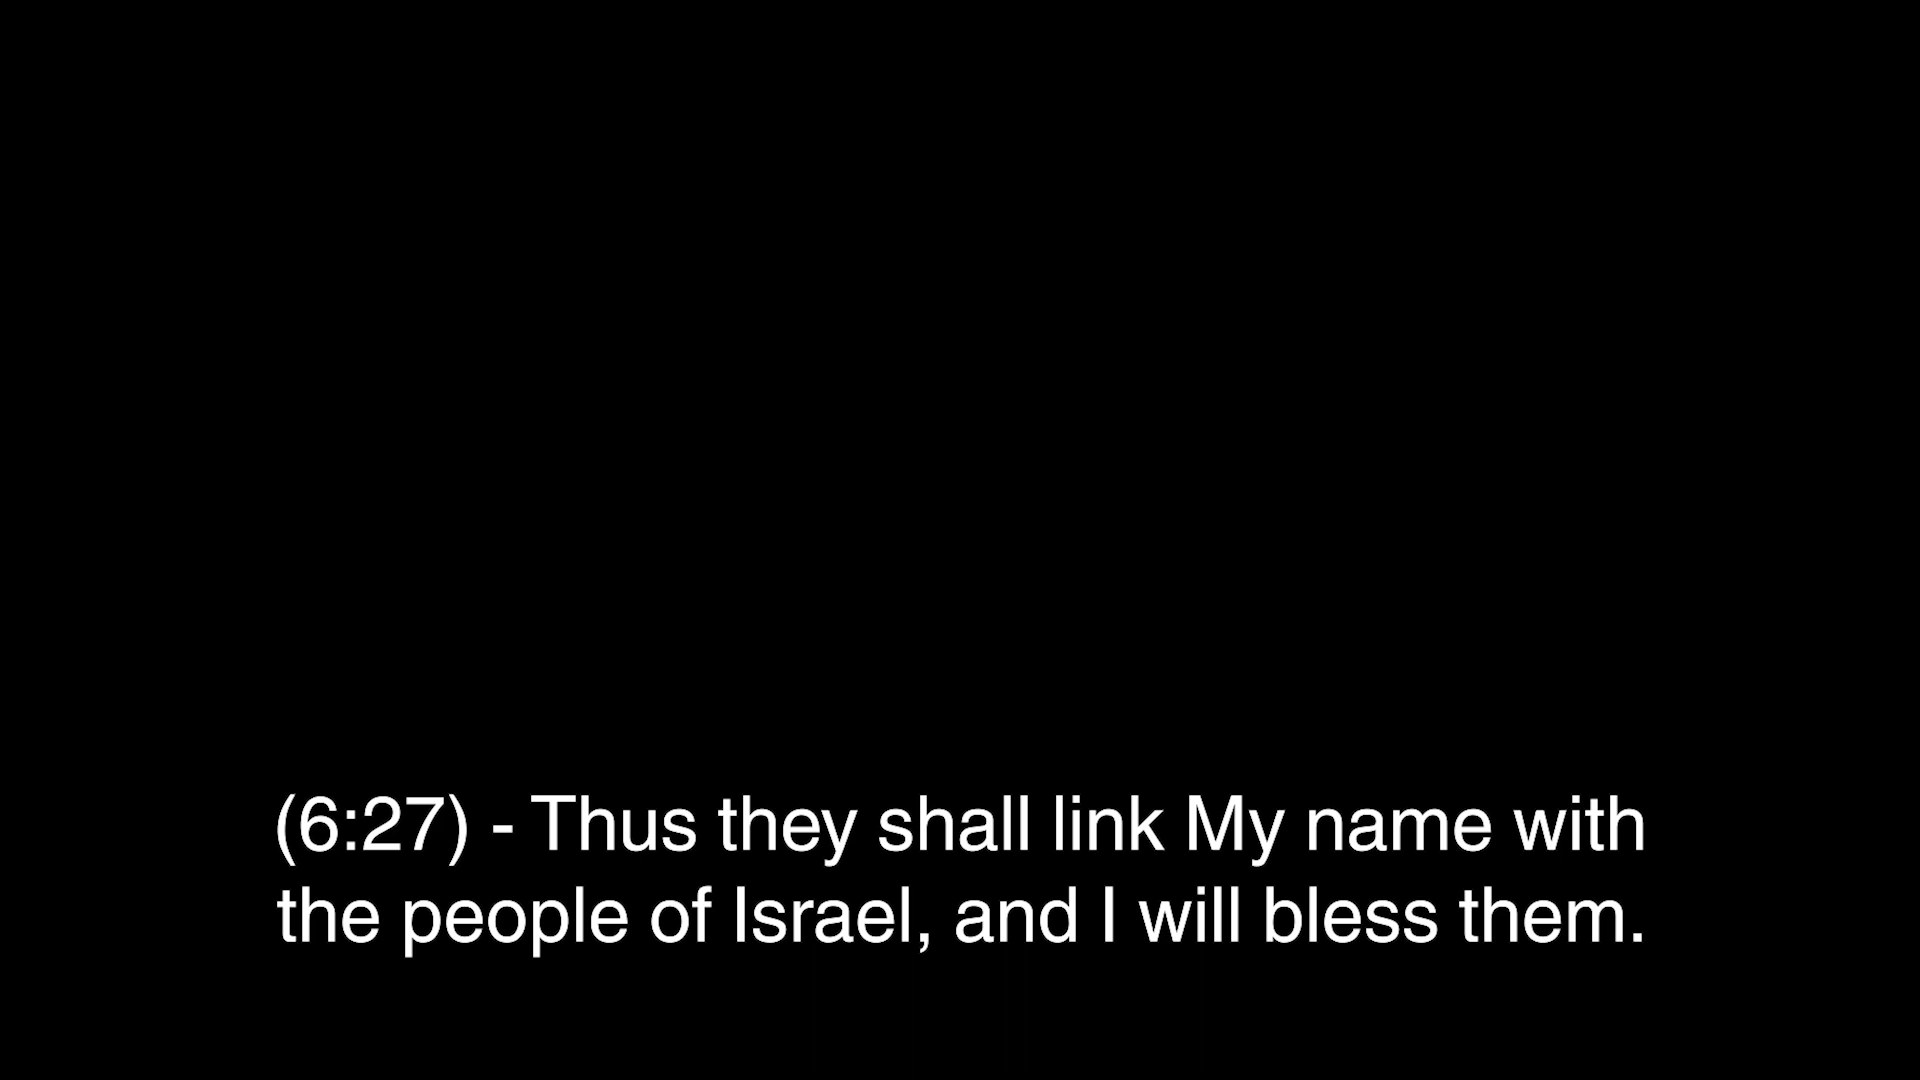 (6:27) - Thus they shall link My name with
the people of Israel, and I will bless them.